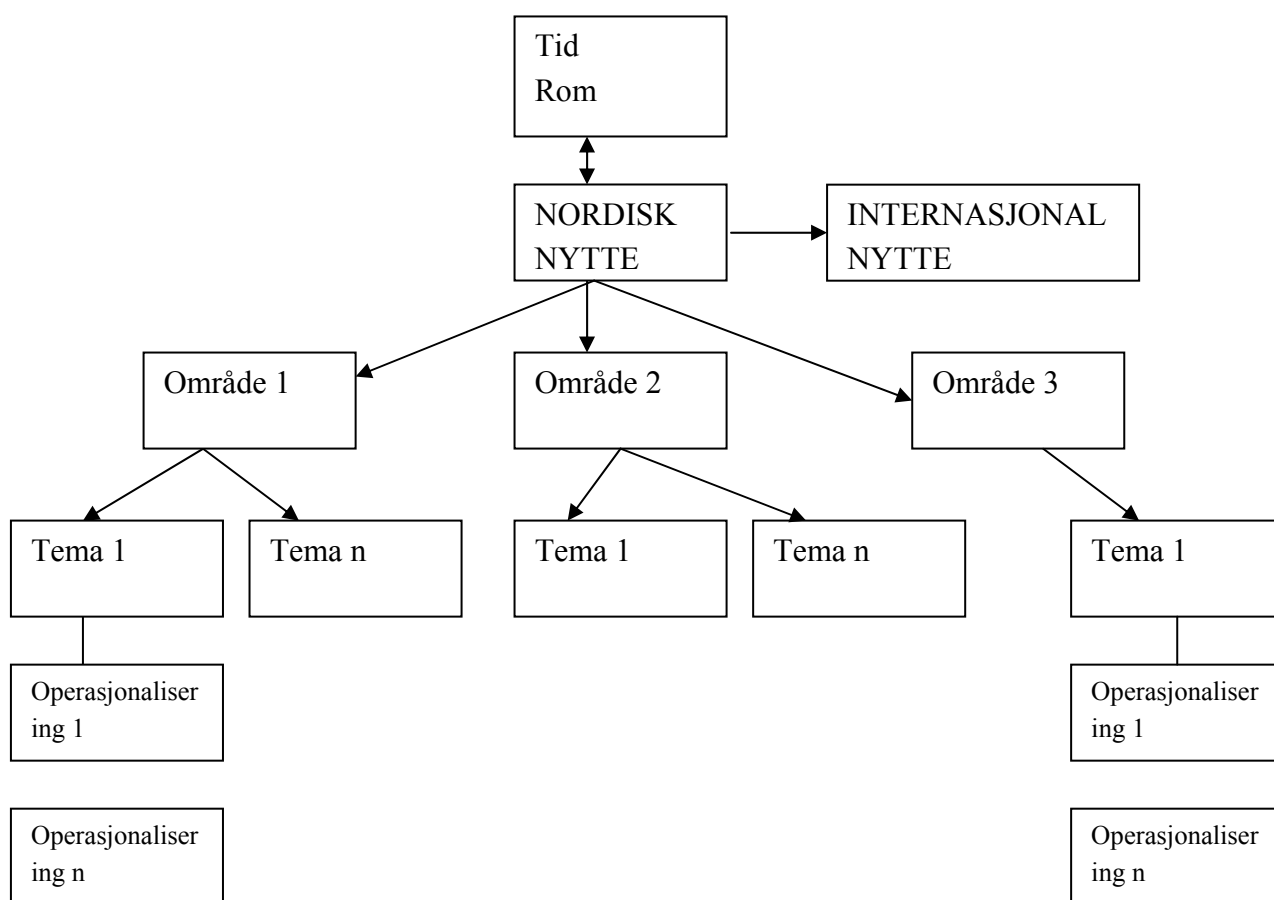 Tid
Rom
NORDISK
NYTTE
INTERNASJONAL
NYTTE
Område 1
Område 2
Område 3
Tema 1
Tema n
Tema 1
Tema n
Tema 1
Operasjonaliser
ing 1
Operasjonaliser
ing 1
Operasjonaliser
ing n
Operasjonaliser
ing n